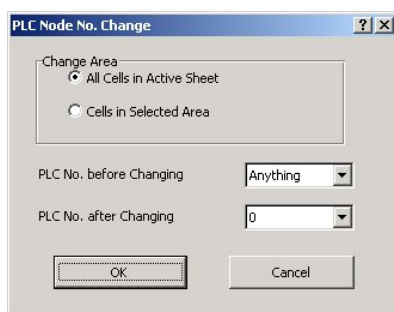 PLC Node No. Change
Change Area
All Cells in Active Sheet
Cells in Selected Area
PLC No. before Changing Anything
PLC No. after Changing 0
OK Cancel